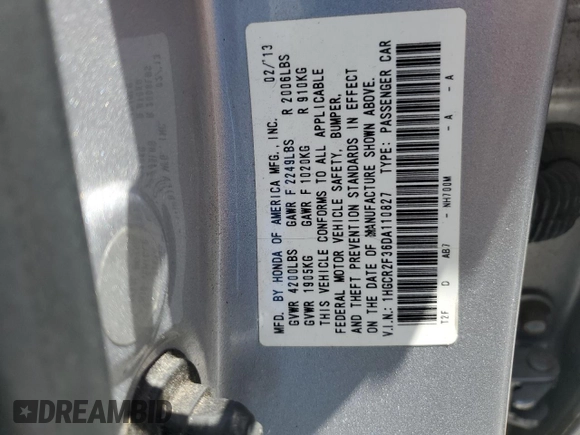 MFD. BY HONDA OF AMERICA MFG., INC. 02/'13
GVWR 4200LBS GAWR F 2249LBS R 2006LBS
GVWR 1905KG GAWR F 1020KG R 910KG
THIS VEHICLE CONFORMS TO ALL APPLICABLE
FEDERAL MOTOR VEHICLE SAFETY, BUMPER,
AND THEFT PREVENTION STANDARDS IN EFFECT
ON THE DATE OF MANUFACTURE SHOWN ABOVE.
V.I.N.: 1HGCR2F36DA110827 TYPE: PASSENGER CAR
T2F D AB7 - NH700M - A - A
DREAMBID